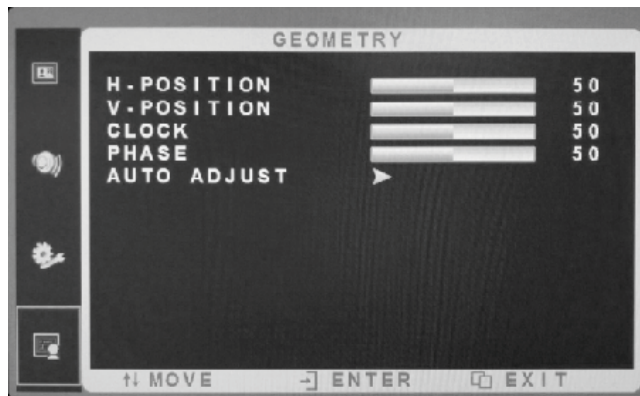 GEOMETRY
H-POSITION 50
V-POSITION 50
CLOCK 50
PHASE 50
AUTO ADJUST
MOVE ENTER EXIT